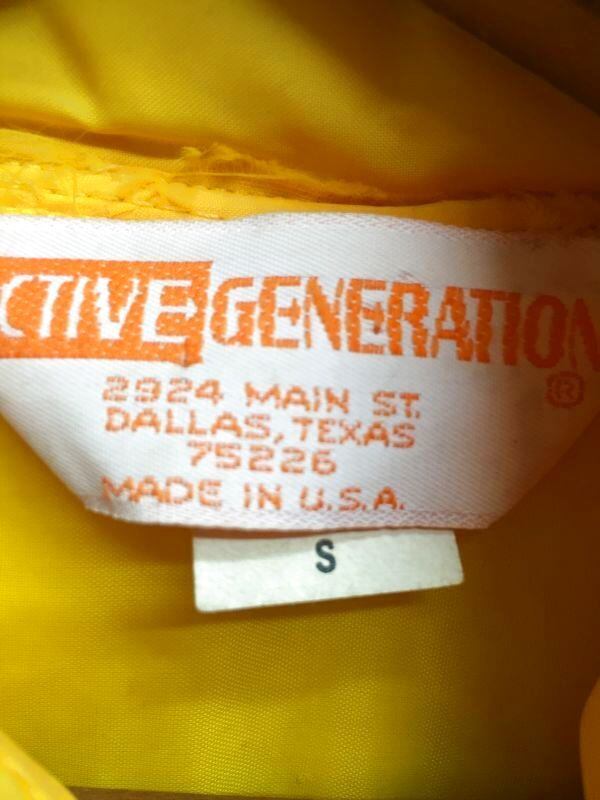 CTIVE GENERATION
®
2924 MAIN ST.
DALLAS, TEXAS
75226
MADE IN U.S.A.
S